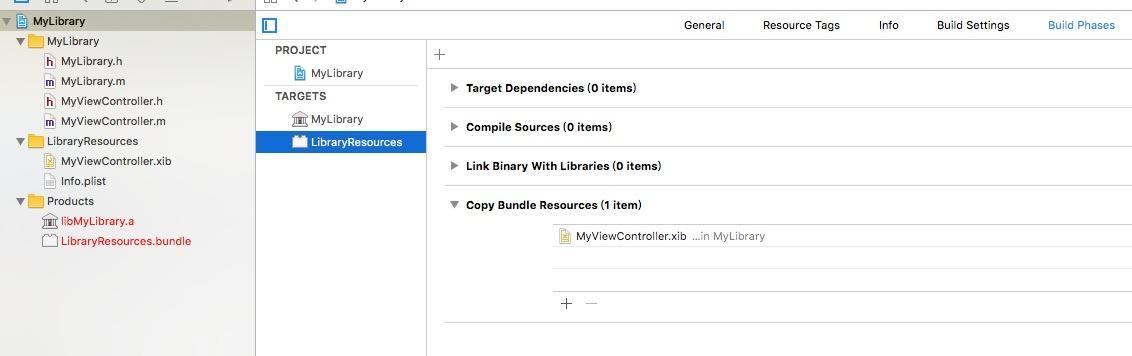 MyLibrary
MyLibrary
MyLibrary.h
MyLibrary.m
MyViewController.h
MyViewController.m
LibraryResources
MyViewController.xib
Info.plist
Products
libMyLibrary.a
LibraryResources.bundle
General Resource Tags Info Build Settings Build Phases
PROJECT
MyLibrary
TARGETS
MyLibrary
LibraryResources
Target Dependencies (0 items)
Compile Sources (0 items)
Link Binary With Libraries (0 items)
Copy Bundle Resources (1 item)
MyViewController.xib ...in MyLibrary